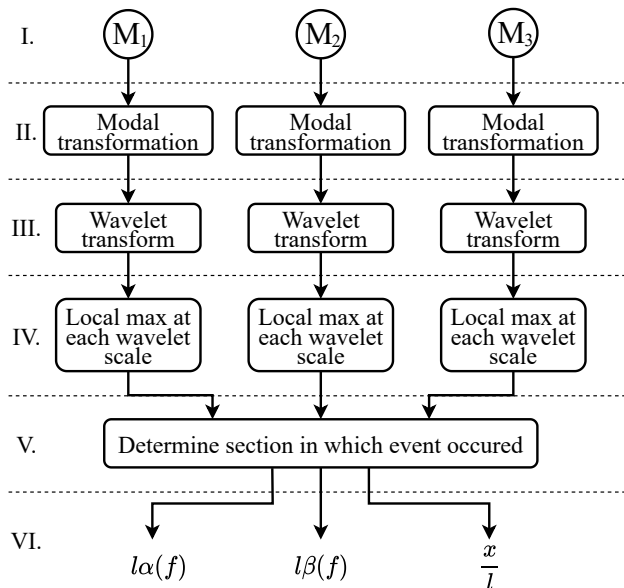 I. M₁ M₂ M₃
II. Modal transformation Modal transformation Modal transformation
III. Wavelet transform Wavelet transform Wavelet transform
IV. Local max at each wavelet scale Local max at each wavelet scale Local max at each wavelet scale
V. Determine section in which event occured
VI. lα(f) lβ(f) x/l